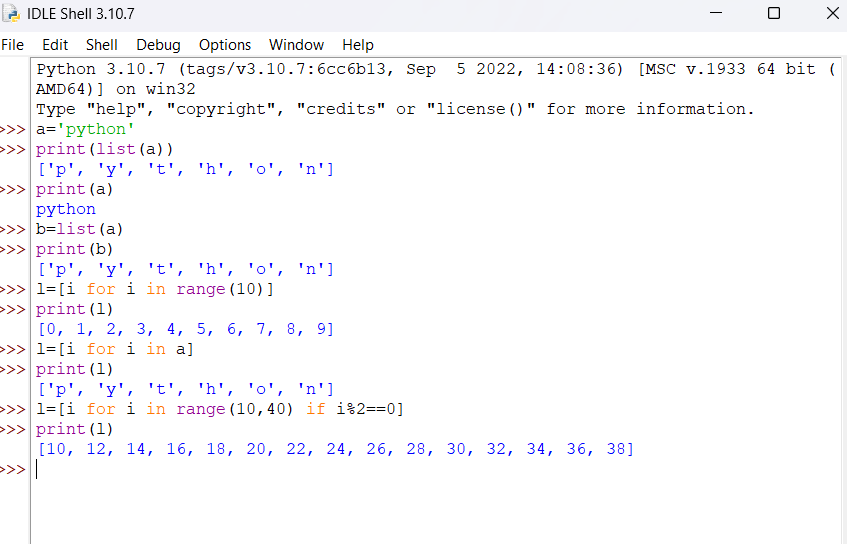 IDLE Shell 3.10.7
File Edit Shell Debug Options Window Help
Python 3.10.7 (tags/v3.10.7:6cc6b13, Sep  5 2022, 14:08:36) [MSC v.1933 64 bit (
AMD64)] on win32
Type "help", "copyright", "credits" or "license()" for more information.
>>> a='python'
>>> print(list(a))
['p', 'y', 't', 'h', 'o', 'n']
>>> print(a)
python
>>> b=list(a)
>>> print(b)
['p', 'y', 't', 'h', 'o', 'n']
>>> l=[i for i in range(10)]
>>> print(l)
[0, 1, 2, 3, 4, 5, 6, 7, 8, 9]
>>> l=[i for i in a]
>>> print(l)
['p', 'y', 't', 'h', 'o', 'n']
>>> l=[i for i in range(10,40) if i%2==0]
>>> print(l)
[10, 12, 14, 16, 18, 20, 22, 24, 26, 28, 30, 32, 34, 36, 38]
>>>